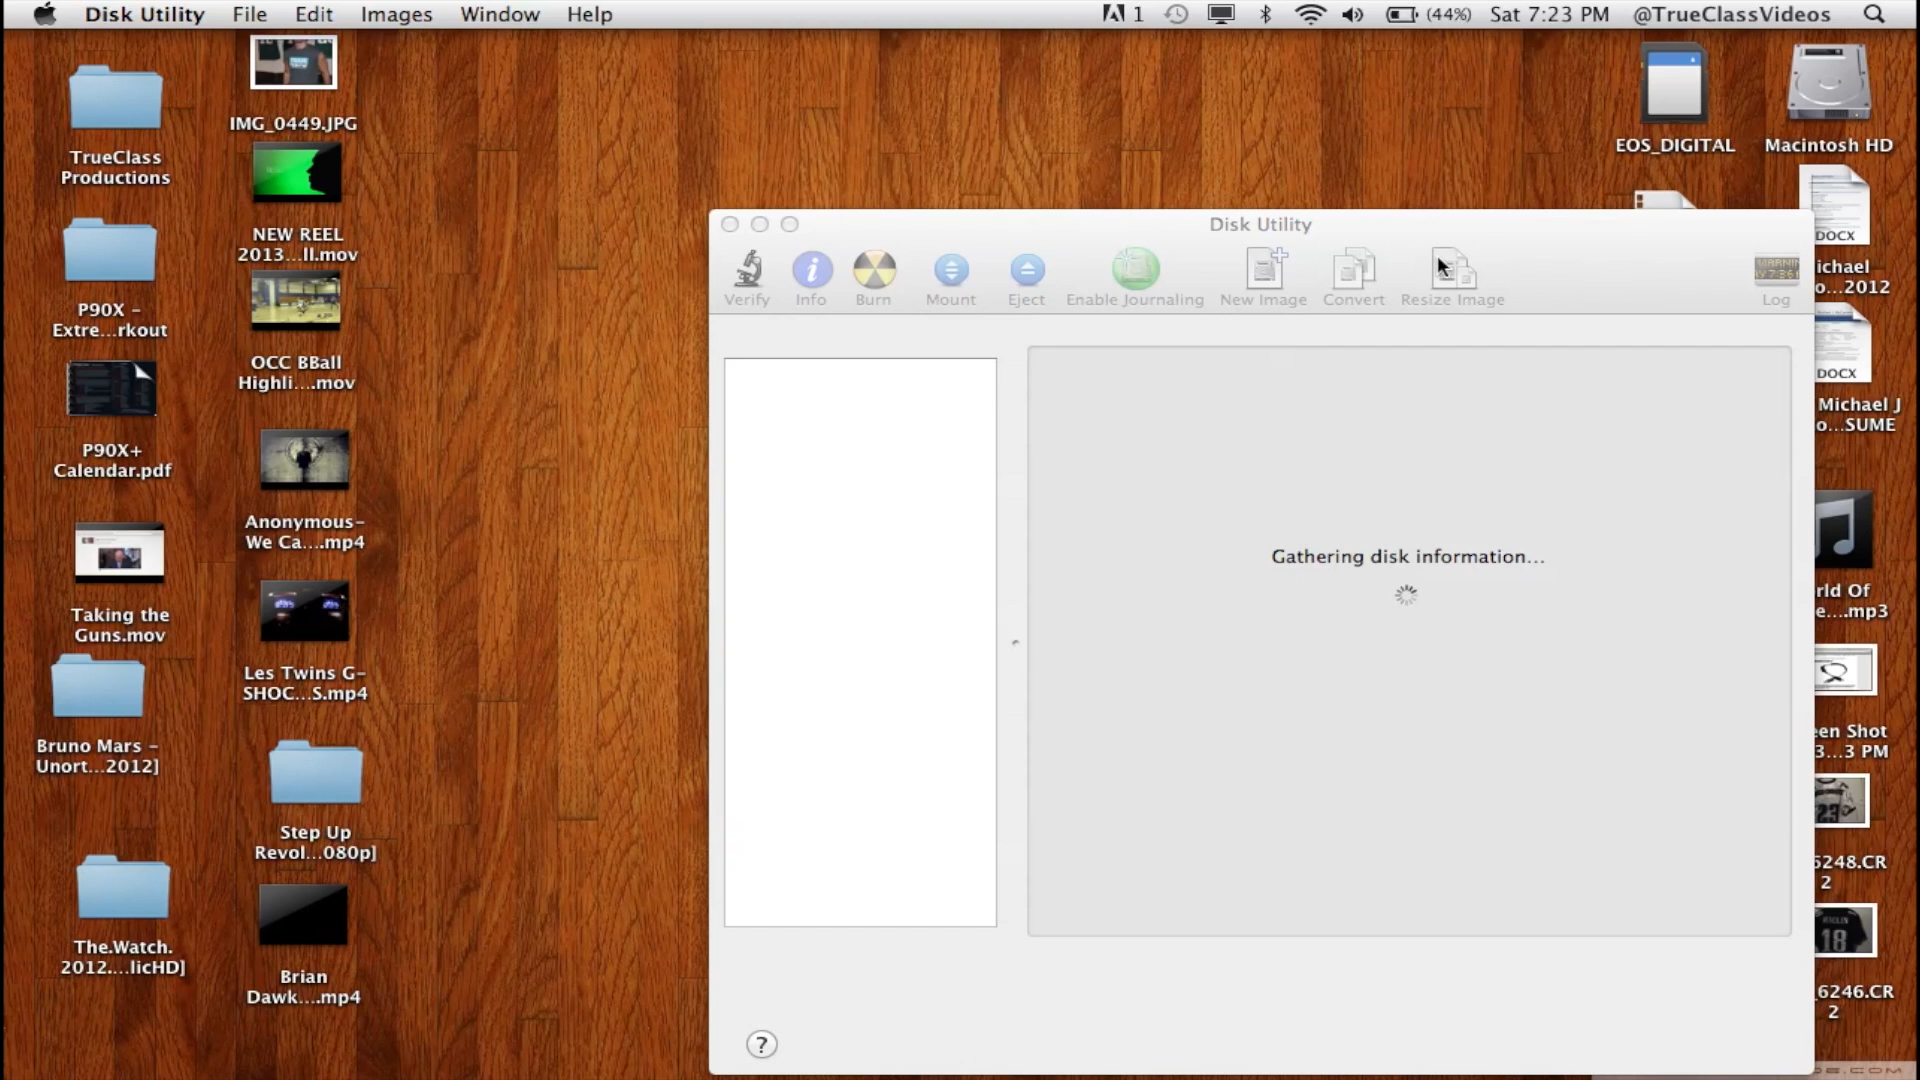 Disk Utility File Edit Images Window Help
1 (44%) Sat 7:23 PM @TrueClassVideos
TrueClass
Productions
P90X –
Extre...rkout
P90X+
Calendar.pdf
Taking the
Guns.mov
Bruno Mars –
Unort...2012]
The.Watch.
2012....licHD]
IMG_0449.JPG
NEW REEL
2013...ll.mov
OCC BBall
Highli....mov
Anonymous-
We Ca....mp4
Les Twins G-
SHOC...S.mp4
Step Up
Revol...080p]
Brian
Dawk....mp4
EOS_DIGITAL
Macintosh HD
Disk Utility
Verify Info Burn Mount Eject Enable Journaling New Image Convert Resize Image Log
Gathering disk information...
?
DOCX
ichael
o...2012
DOCX
Michael J
o...SUME
rld Of
e....mp3
een Shot
3...3 PM
23
6248.CR
2
18
_6246.CR
2